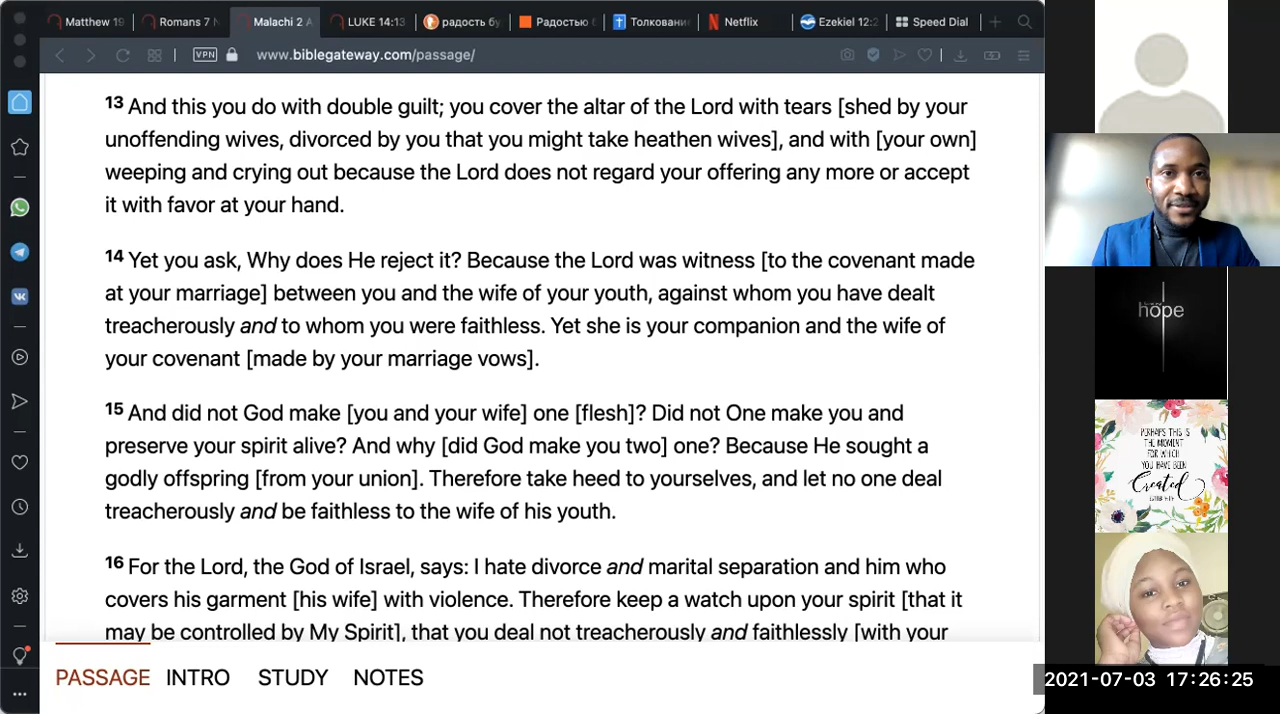 Matthew 19
Romans 7 N
Malachi 2 A
LUKE 14:13
радость бу
Радостью б
Толковани
Netflix
Ezekiel 12:2
Speed Dial
VPN
www.biblegateway.com/passage/
13 And this you do with double guilt; you cover the altar of the Lord with tears [shed by your
unoffending wives, divorced by you that you might take heathen wives], and with [your own]
weeping and crying out because the Lord does not regard your offering any more or accept
it with favor at your hand.
14 Yet you ask, Why does He reject it? Because the Lord was witness [to the covenant made
at your marriage] between you and the wife of your youth, against whom you have dealt
treacherously and to whom you were faithless. Yet she is your companion and the wife of
your covenant [made by your marriage vows].
15 And did not God make [you and your wife] one [flesh]? Did not One make you and
preserve your spirit alive? And why [did God make you two] one? Because He sought a
godly offspring [from your union]. Therefore take heed to yourselves, and let no one deal
treacherously and be faithless to the wife of his youth.
16 For the Lord, the God of Israel, says: I hate divorce and marital separation and him who
covers his garment [his wife] with violence. Therefore keep a watch upon your spirit [that it
may be controlled by My Spirit], that you deal not treacherously and faithlessly [with your
PASSAGE INTRO STUDY NOTES
hope
PERHAPS THIS IS
THE MOMENT
FOR WHICH
YOU HAVE BEEN
Created
2021-07-03 17:26:25